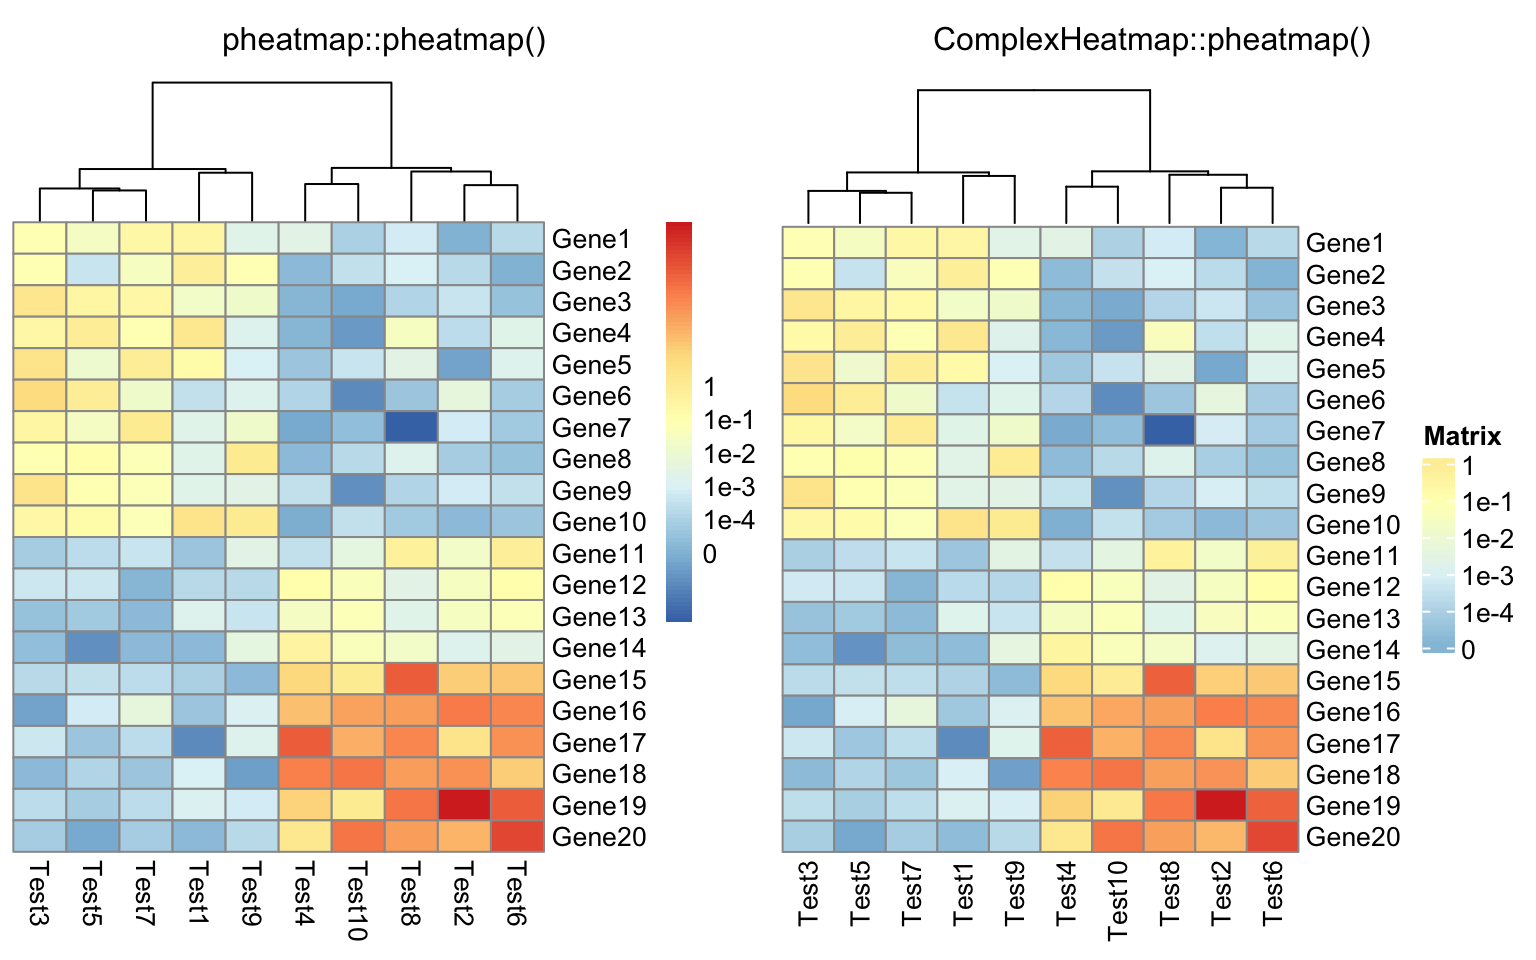 pheatmap::pheatmap()
Gene1
Gene2
Gene3
Gene4
Gene5
Gene6
Gene7
Gene8
Gene9
Gene10
Gene11
Gene12
Gene13
Gene14
Gene15
Gene16
Gene17
Gene18
Gene19
Gene20
Test3
Test5
Test7
Test1
Test9
Test4
Test10
Test8
Test2
Test6
1
1e-1
1e-2
1e-3
1e-4
0
ComplexHeatmap::pheatmap()
Gene1
Gene2
Gene3
Gene4
Gene5
Gene6
Gene7
Gene8
Gene9
Gene10
Gene11
Gene12
Gene13
Gene14
Gene15
Gene16
Gene17
Gene18
Gene19
Gene20
Test3
Test5
Test7
Test1
Test9
Test4
Test10
Test8
Test2
Test6
Matrix
1
1e-1
1e-2
1e-3
1e-4
0